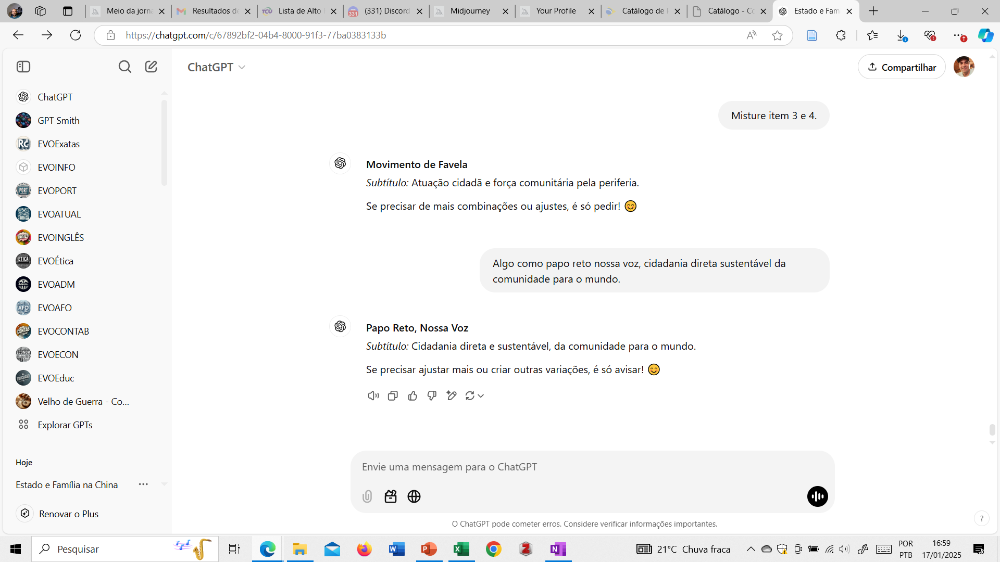 Meio da jorna
Resultados de
TCU Lista de Alto
331 (331) Discord
Midjourney
Your Profile
Catálogo de
Catálogo - Co
Estado e Fam
https://chatgpt.com/c/67892bf2-04b4-8000-91f3-77ba0383133b
ChatGPT
Compartilhar
ChatGPT
GPT Smith
EVOExatas
EVOINFO
EVOPORT
EVOATUAL
EVOINGLÊS
EVOÉtica
EVOADM
EVOAFO
EVOCONTAB
EVOECON
EVOEduc
Velho de Guerra - Co...
Explorar GPTs
Hoje
Estado e Família na China
Renovar o Plus
Misture item 3 e 4.
Movimento de Favela
Subtítulo: Atuação cidadã e força comunitária pela periferia.
Se precisar de mais combinações ou ajustes, é só pedir! 😊
Algo como papo reto nossa voz, cidadania direta sustentável da
comunidade para o mundo.
Papo Reto, Nossa Voz
Subtítulo: Cidadania direta e sustentável, da comunidade para o mundo.
Se precisar ajustar mais ou criar outras variações, é só avisar! 😊
Envie uma mensagem para o ChatGPT
O ChatGPT pode cometer erros. Considere verificar informações importantes.
?
Pesquisar
21°C Chuva fraca
POR
PTB
16:59
17/01/2025